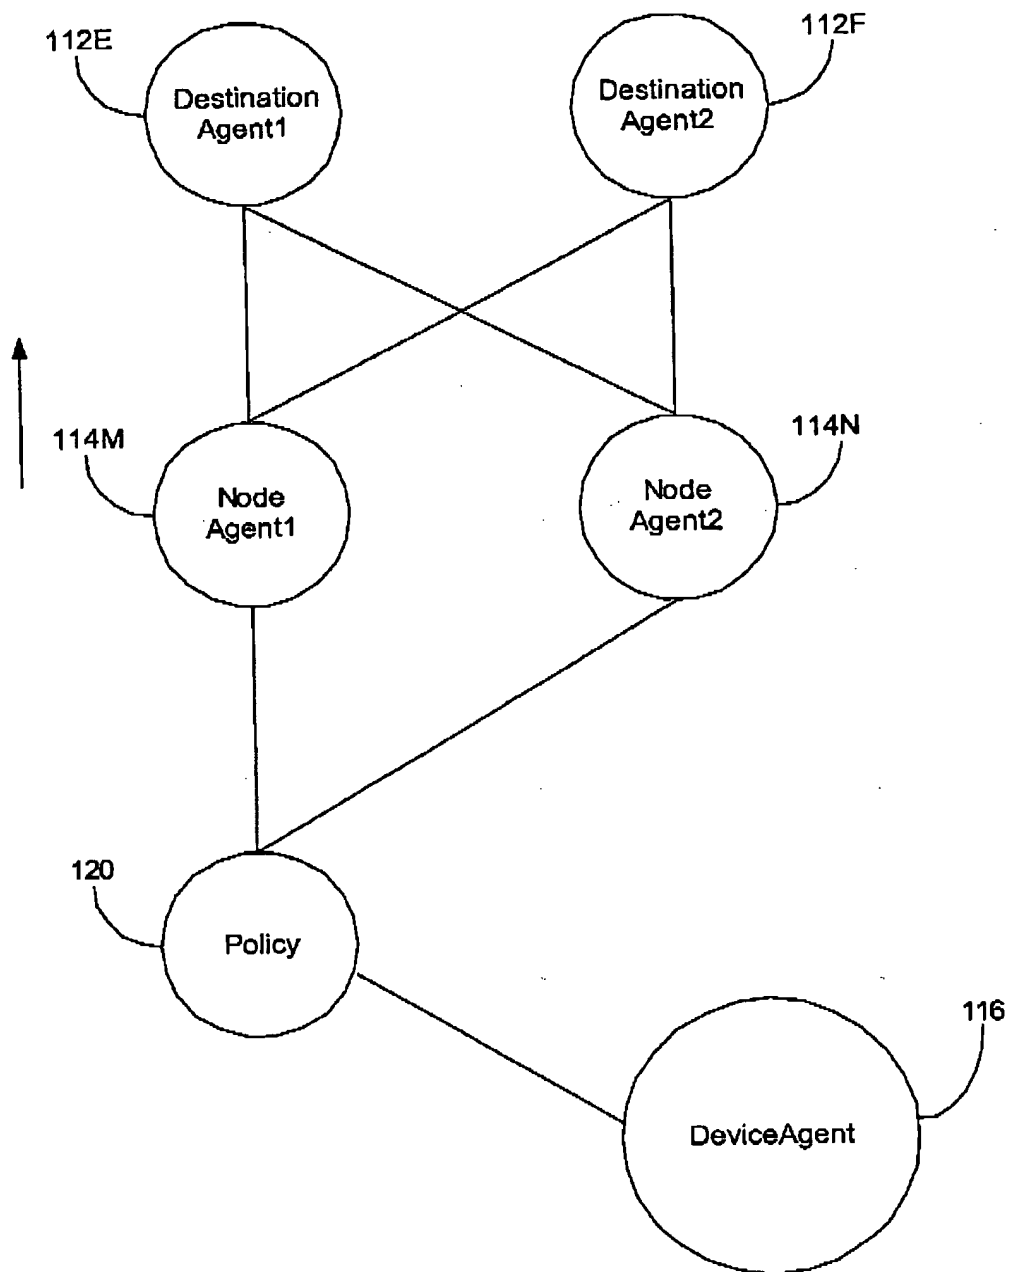 112E
112F
Destination
Agent1
Destination
Agent2
114M
114N
Node
Agent1
Node
Agent2
120
Policy
116
DeviceAgent